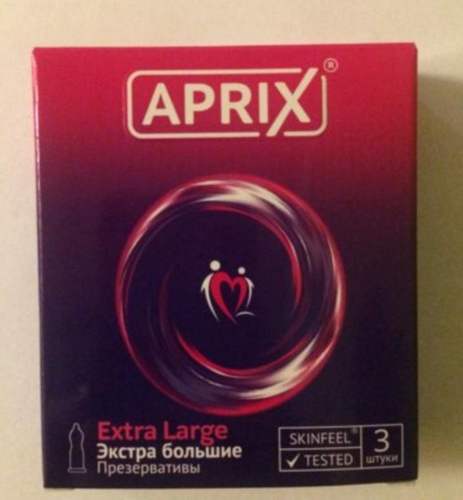 APRIX®
Extra Large
Экстра большие
Презервативы
SKINFEEL®
✓ TESTED
3
штуки